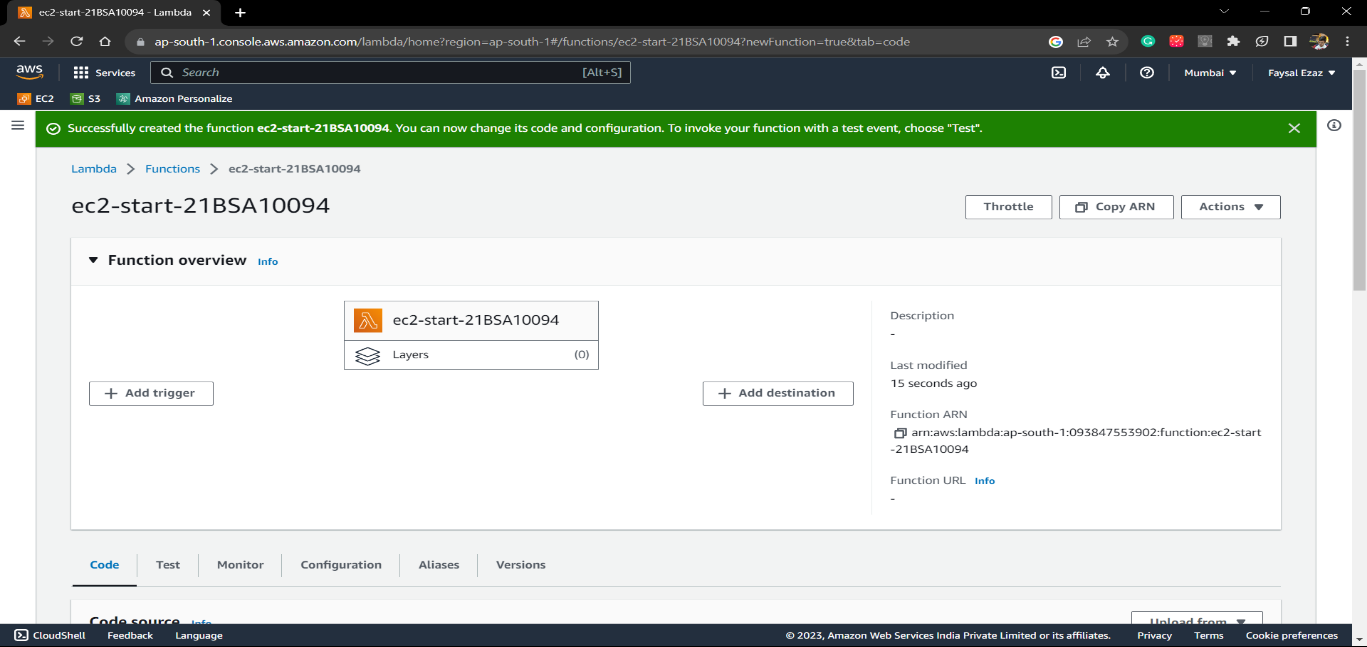 ec2-start-21BSA10094 - Lambda
ap-south-1.console.aws.amazon.com/lambda/home?region=ap-south-1#/functions/ec2-start-21BSA10094?newFunction=true&tab=code
aws Services Search [Alt+S] Mumbai Faysal Ezaz
EC2 S3 Amazon Personalize
Successfully created the function ec2-start-21BSA10094. You can now change its code and configuration. To invoke your function with a test event, choose "Test".
Lambda Functions ec2-start-21BSA10094
ec2-start-21BSA10094 Throttle Copy ARN Actions
Function overview Info
ec2-start-21BSA10094
Layers (0)
Add trigger
Add destination
Description
-
Last modified
15 seconds ago
Function ARN
arn:aws:lambda:ap-south-1:093847553902:function:ec2-start
-21BSA10094
Function URL Info
-
Code Test Monitor Configuration Aliases Versions
Code source Info Upload from
CloudShell Feedback Language © 2023, Amazon Web Services India Private Limited or its affiliates. Privacy Terms Cookie preferences